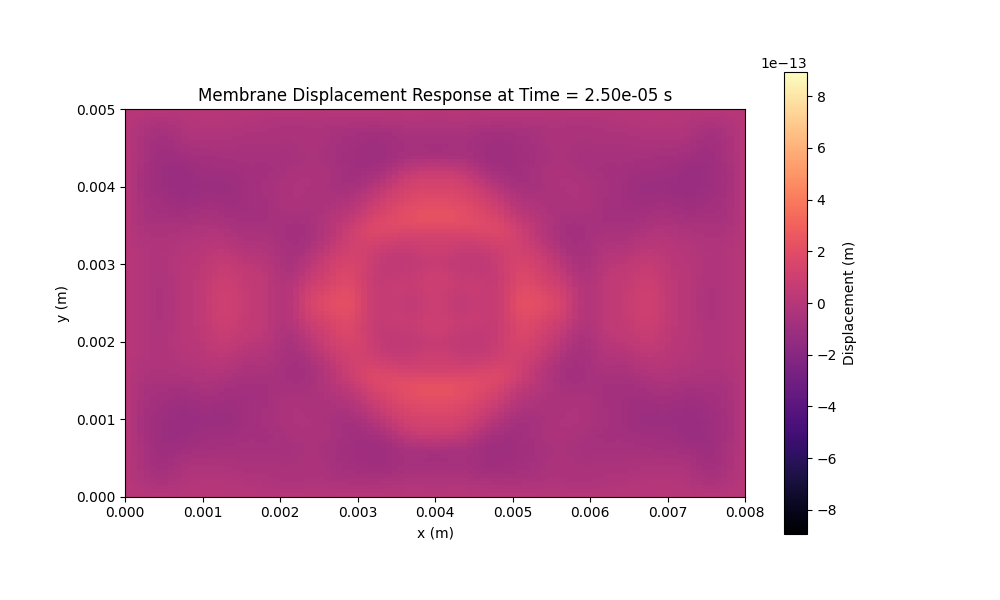 1e−13
Membrane Displacement Response at Time = 2.50e-05 s
0.005
0.004
0.003
0.002
0.001
0.000
y (m)
0.000 0.001 0.002 0.003 0.004 0.005 0.006 0.007 0.008
x (m)
8
6
4
2
0
−2
−4
−6
−8
Displacement (m)